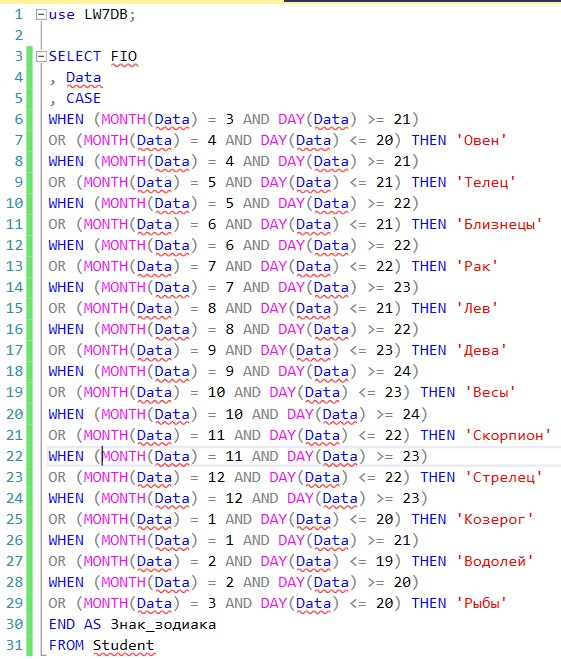 1 use LW7DB;
2
3 SELECT FIO
4 , Data
5 , CASE
6 WHEN (MONTH(Data) = 3 AND DAY(Data) >= 21)
7 OR (MONTH(Data) = 4 AND DAY(Data) <= 20) THEN 'Овен'
8 WHEN (MONTH(Data) = 4 AND DAY(Data) >= 21)
9 OR (MONTH(Data) = 5 AND DAY(Data) <= 21) THEN 'Телец'
10 WHEN (MONTH(Data) = 5 AND DAY(Data) >= 22)
11 OR (MONTH(Data) = 6 AND DAY(Data) <= 21) THEN 'Близнецы'
12 WHEN (MONTH(Data) = 6 AND DAY(Data) >= 22)
13 OR (MONTH(Data) = 7 AND DAY(Data) <= 22) THEN 'Рак'
14 WHEN (MONTH(Data) = 7 AND DAY(Data) >= 23)
15 OR (MONTH(Data) = 8 AND DAY(Data) <= 21) THEN 'Лев'
16 WHEN (MONTH(Data) = 8 AND DAY(Data) >= 22)
17 OR (MONTH(Data) = 9 AND DAY(Data) <= 23) THEN 'Дева'
18 WHEN (MONTH(Data) = 9 AND DAY(Data) >= 24)
19 OR (MONTH(Data) = 10 AND DAY(Data) <= 23) THEN 'Весы'
20 WHEN (MONTH(Data) = 10 AND DAY(Data) >= 24)
21 OR (MONTH(Data) = 11 AND DAY(Data) <= 22) THEN 'Скорпион'
22 WHEN (MONTH(Data) = 11 AND DAY(Data) >= 23)
23 OR (MONTH(Data) = 12 AND DAY(Data) <= 22) THEN 'Стрелец'
24 WHEN (MONTH(Data) = 12 AND DAY(Data) >= 23)
25 OR (MONTH(Data) = 1 AND DAY(Data) <= 20) THEN 'Козерог'
26 WHEN (MONTH(Data) = 1 AND DAY(Data) >= 21)
27 OR (MONTH(Data) = 2 AND DAY(Data) <= 19) THEN 'Водолей'
28 WHEN (MONTH(Data) = 2 AND DAY(Data) >= 20)
29 OR (MONTH(Data) = 3 AND DAY(Data) <= 20) THEN 'Рыбы'
30 END AS Знак_зодиака
31 FROM Student